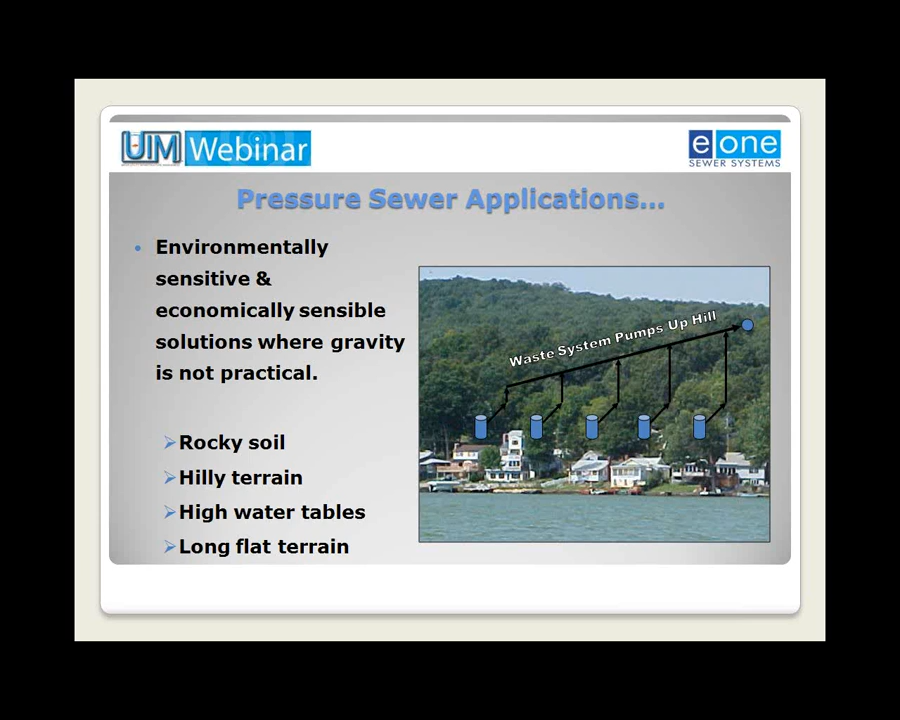 UIM Webinar
e one
SEWER SYSTEMS
Pressure Sewer Applications...
Environmentally
sensitive &
economically sensible
solutions where gravity
is not practical.
Rocky soil
Hilly terrain
High water tables
Long flat terrain
Waste System Pumps Up Hill